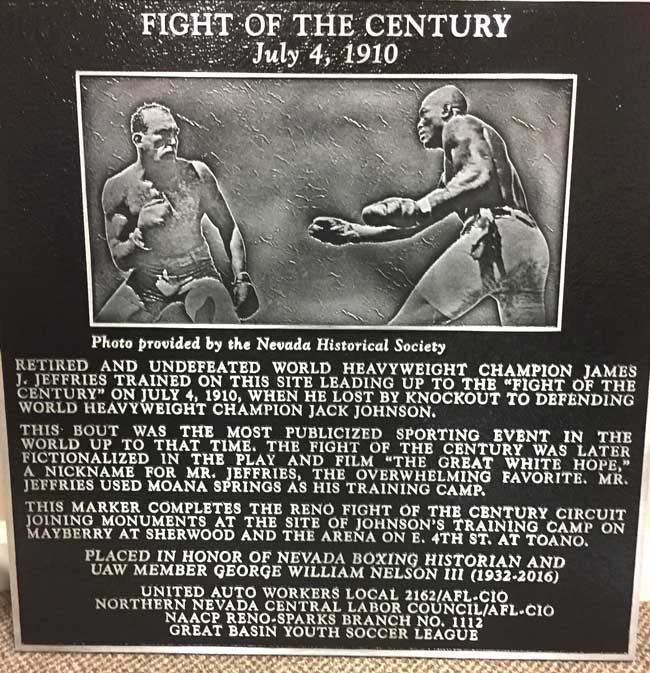 FIGHT OF THE CENTURY
July 4, 1910
Photo provided by the Nevada Historical Society
RETIRED AND UNDEFEATED WORLD HEAVYWEIGHT CHAMPION JAMES
J. JEFFRIES TRAINED ON THIS SITE LEADING UP TO THE "FIGHT OF THE
CENTURY" ON JULY 4, 1910, WHEN HE LOST BY KNOCKOUT TO DEFENDING
WORLD HEAVYWEIGHT CHAMPION JACK JOHNSON.
THIS BOUT WAS THE MOST PUBLICIZED SPORTING EVENT IN THE
WORLD UP TO THAT TIME. THE FIGHT OF THE CENTURY WAS LATER
FICTIONALIZED IN THE PLAY AND FILM "THE GREAT WHITE HOPE,"
A NICKNAME FOR MR. JEFFRIES, THE OVERWHELMING FAVORITE. MR.
JEFFRIES USED MOANA SPRINGS AS HIS TRAINING CAMP.
THIS MARKER COMPLETES THE RENO FIGHT OF THE CENTURY CIRCUIT
JOINING MONUMENTS AT THE SITE OF JOHNSON'S TRAINING CAMP ON
MAYBERRY AT SHERWOOD AND THE ARENA ON E. 4TH ST. AT TOANO.
PLACED IN HONOR OF NEVADA BOXING HISTORIAN AND
UAW MEMBER GEORGE WILLIAM NELSON III (1932-2016)
UNITED AUTO WORKERS LOCAL 2162/AFL-CIO
NORTHERN NEVADA CENTRAL LABOR COUNCIL/AFL-CIO
NAACP RENO-SPARKS BRANCH NO. 1112
GREAT BASIN YOUTH SOCCER LEAGUE